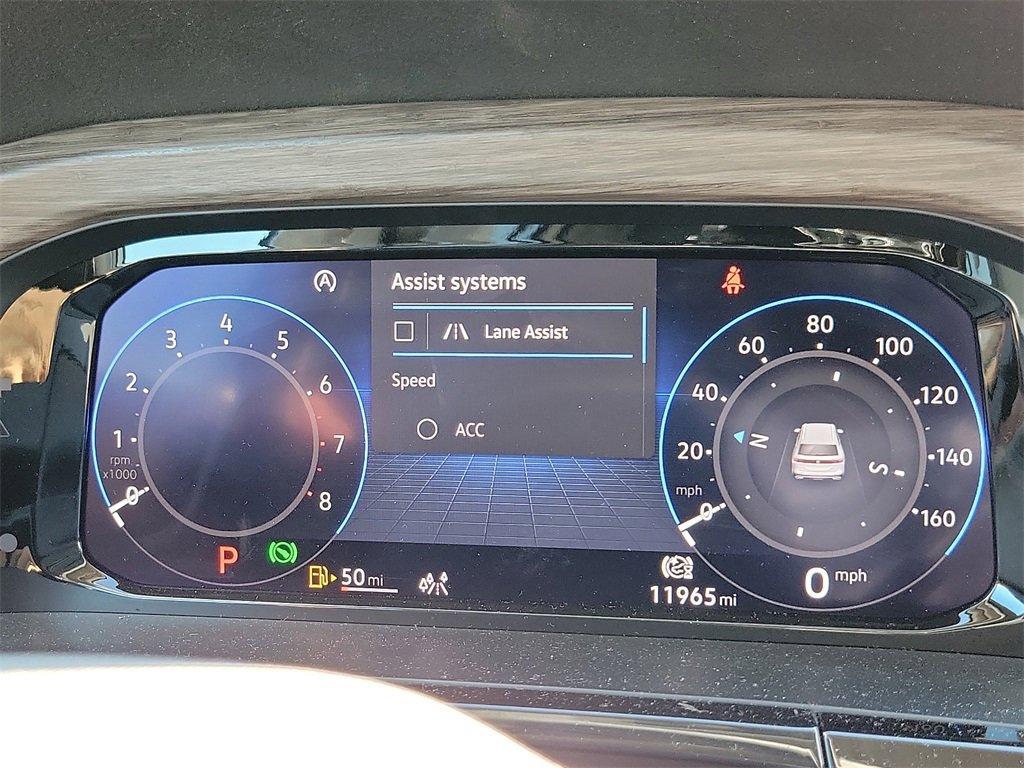 A
Assist systems
Lane Assist
Speed
ACC
1
2
3
4
5
6
7
8
0
rpm
x1000
P
50 mi
0
20
40
60
80
100
120
140
160
mph
N
S
0 mph
11965 mi